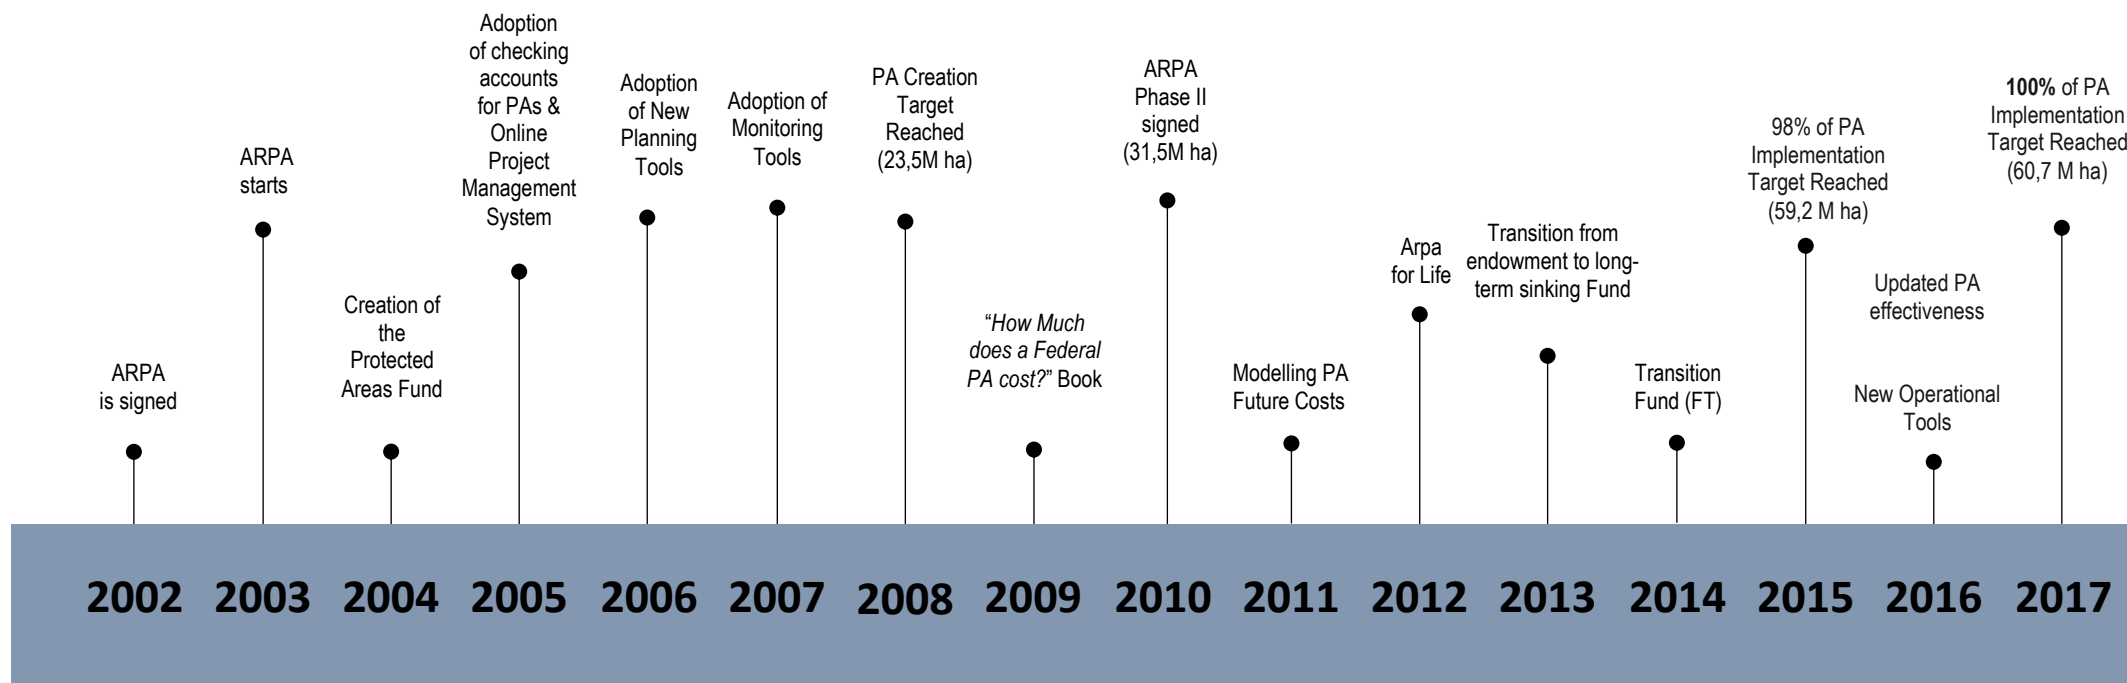 ARPA
is signed
ARPA
starts
Creation of
the
Protected
Areas Fund
Adoption
of checking
accounts
for PAs &
Online
Project
Management
System
Adoption
of New
Planning
Tools
Adoption of
Monitoring
Tools
PA Creation
Target
Reached
(23,5M ha)
“How Much
does a Federal
PA cost?” Book
ARPA
Phase II
signed
(31,5M ha)
Modelling PA
Future Costs
Arpa
for Life
Transition from
endowment to long-
term sinking Fund
Transition
Fund (FT)
98% of PA
Implementation
Target Reached
(59,2 M ha)
Updated PA
effectiveness
New Operational
Tools
100% of PA
Implementation
Target Reached
(60,7 M ha)
2002 2003 2004 2005 2006 2007 2008 2009 2010 2011 2012 2013 2014 2015 2016 2017